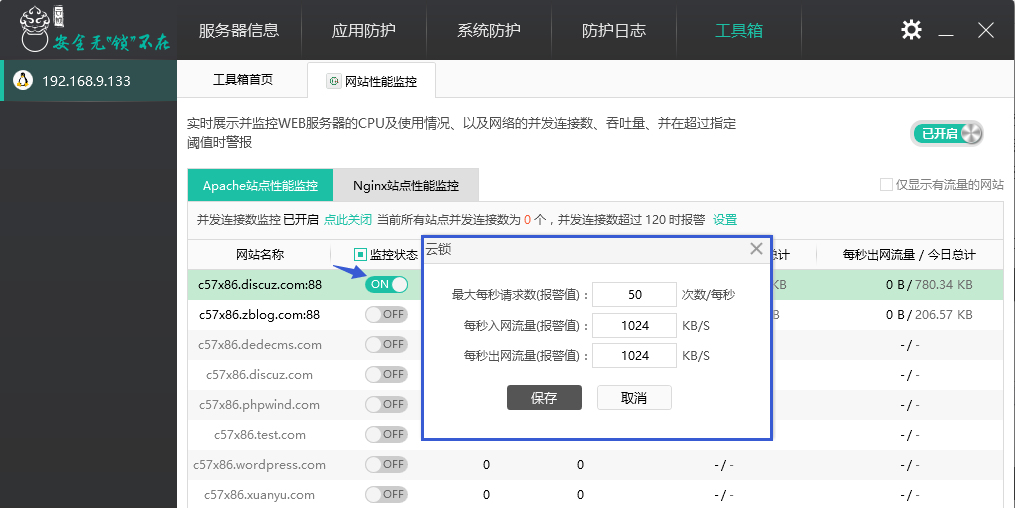 云锁
安全无"锁"不在
服务器信息
应用防护
系统防护
防护日志
工具箱
192.168.9.133
工具箱首页
网站性能监控
实时展示并监控WEB服务器的CPU及使用情况、以及网络的并发连接数、吞吐量、并在超过指定
阈值时警报
已开启
Apache站点性能监控
Nginx站点性能监控
仅显示有流量的网站
并发连接数监控 已开启 点此关闭 当前所有站点并发连接数为 0 个，并发连接数超过 120 时报警 设置
网站名称
监控状态
总计
每秒出网流量 / 今日总计
c57x86.discuz.com:88
ON
KB
0 B / 780.34 KB
c57x86.zblog.com:88
OFF
B
0 B / 206.57 KB
c57x86.dedecms.com
OFF
- / -
c57x86.discuz.com
OFF
- / -
c57x86.phpwind.com
OFF
- / -
c57x86.test.com
OFF
- / -
c57x86.wordpress.com
OFF
0
0
- / -
- / -
c57x86.xuanyu.com
OFF
0
0
- / -
- / -
云锁
最大每秒请求数(报警值) : 50 次数/每秒
每秒入网流量(报警值) : 1024 KB/S
每秒出网流量(报警值) : 1024 KB/S
保存
取消